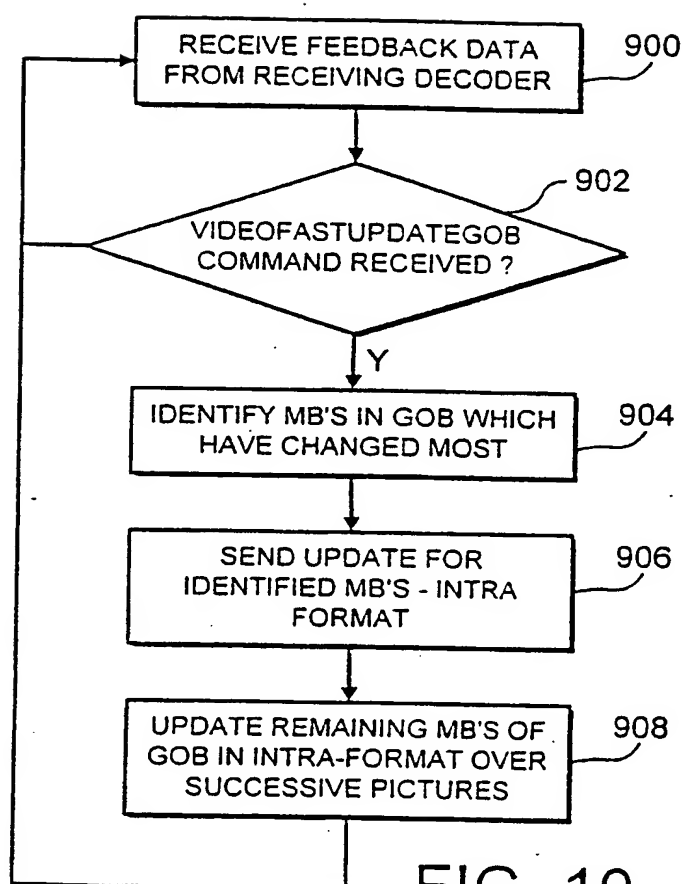 RECEIVE FEEDBACK DATA
FROM RECEIVING DECODER
900
902
VIDEOFASTUPDATEGOB
COMMAND RECEIVED ?
Y
IDENTIFY MB'S IN GOB WHICH
HAVE CHANGED MOST
904
SEND UPDATE FOR
IDENTIFIED MB'S - INTRA
FORMAT
906
UPDATE REMAINING MB'S OF
GOB IN INTRA-FORMAT OVER
SUCCESSIVE PICTURES
908
FIG. 10